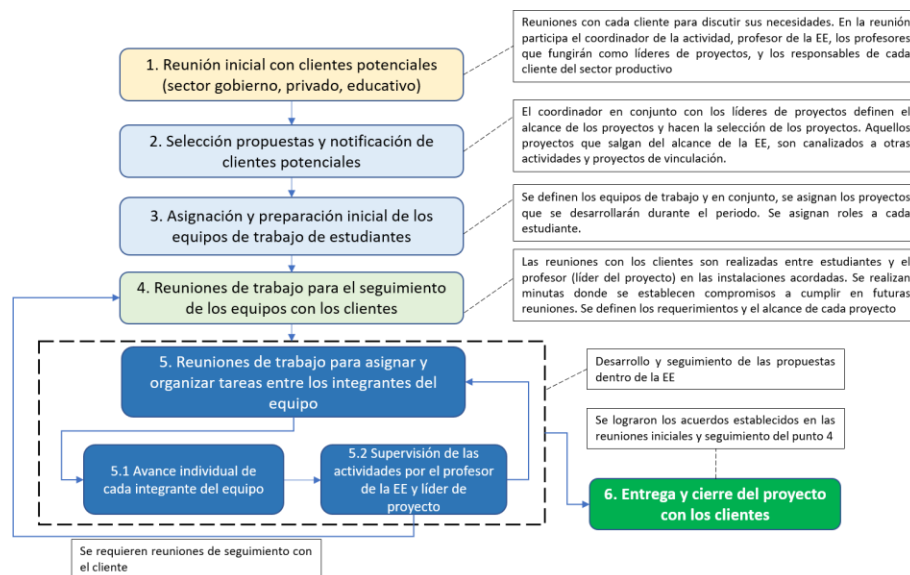 Reuniones con cada cliente para discutir sus necesidades. En la reunión
participa el coordinador de la actividad, profesor de la EE, los profesores
que fungirán como líderes de proyectos, y los responsables de cada
cliente del sector productivo
1. Reunión inicial con clientes potenciales
(sector gobierno, privado, educativo)
El coordinador en conjunto con los líderes de proyectos definen el
alcance de los proyectos y hacen la selección de los proyectos. Aquellos
proyectos que salgan del alcance de la EE, son canalizados a otras
actividades y proyectos de vinculación.
2. Selección propuestas y notificación de
clientes potenciales
Se definen los equipos de trabajo y en conjunto, se asignan los proyectos
que se desarrollarán durante el periodo. Se asignan roles a cada
estudiante.
3. Asignación y preparación inicial de los
equipos de trabajo de estudiantes
Las reuniones con los clientes son realizadas entre estudiantes y el
profesor (líder del proyecto) en las instalaciones acordadas. Se realizan
minutas donde se establecen compromisos a cumplir en futuras
reuniones. Se definen los requerimientos y el alcance de cada proyecto
4. Reuniones de trabajo para el seguimiento
de los equipos con los clientes
5. Reuniones de trabajo para asignar y
organizar tareas entre los integrantes del
equipo
Desarrollo y seguimiento de las propuestas
dentro de la EE
Se lograron los acuerdos establecidos en las
reuniones iniciales y seguimiento del punto 4
5.1 Avance individual de
cada integrante del equipo
5.2 Supervisión de las
actividades por el profesor
de la EE y líder de
proyecto
6. Entrega y cierre del proyecto
con los clientes
Se requieren reuniones de seguimiento con
el cliente